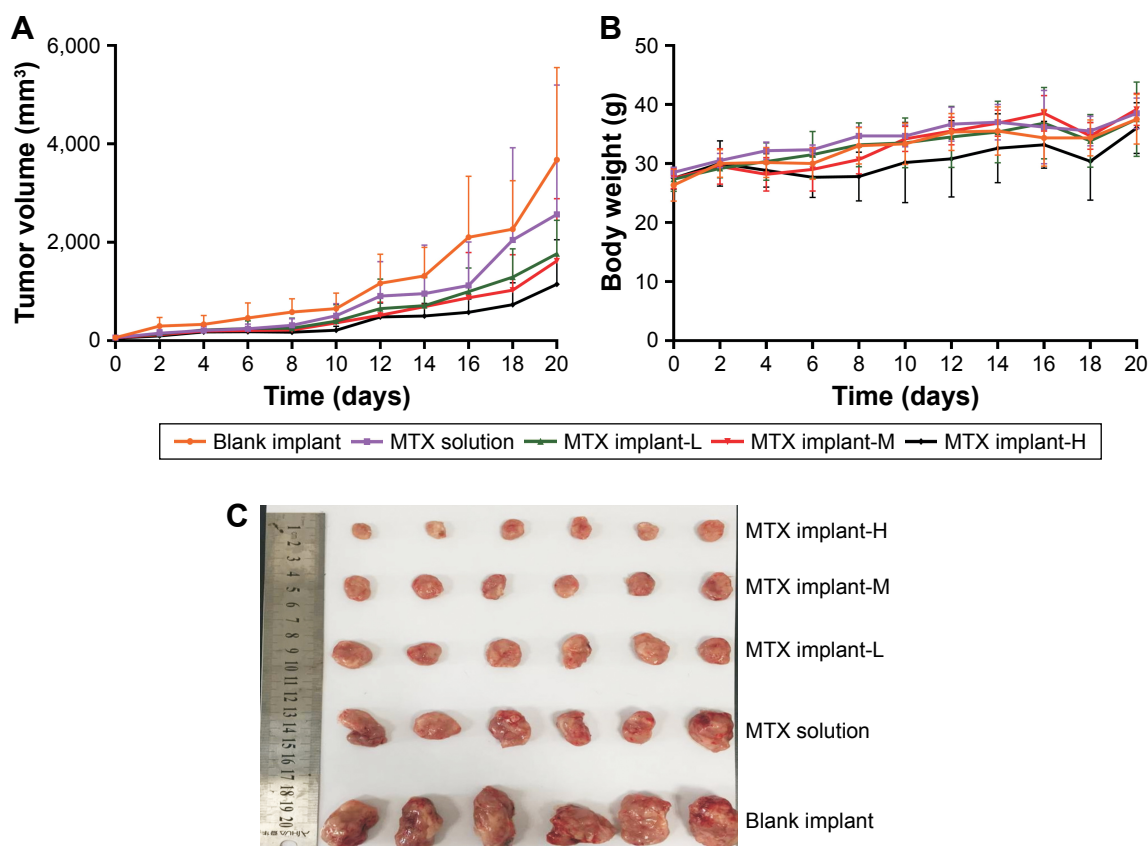 A
B
6,000
4,000
2,000
0
Tumor volume (mm³)
0 2 4 6 8 10 12 14 16 18 20
Time (days)
50
40
30
20
10
0
Body weight (g)
0 2 4 6 8 10 12 14 16 18 20
Time (days)
Blank implant MTX solution MTX implant-L MTX implant-M MTX implant-H
C
1
2
3
4
5
6
7
8
9
10
11
12
13
14
15
16
17
18
19
20
MTX implant-H
MTX implant-M
MTX implant-L
MTX solution
Blank implant